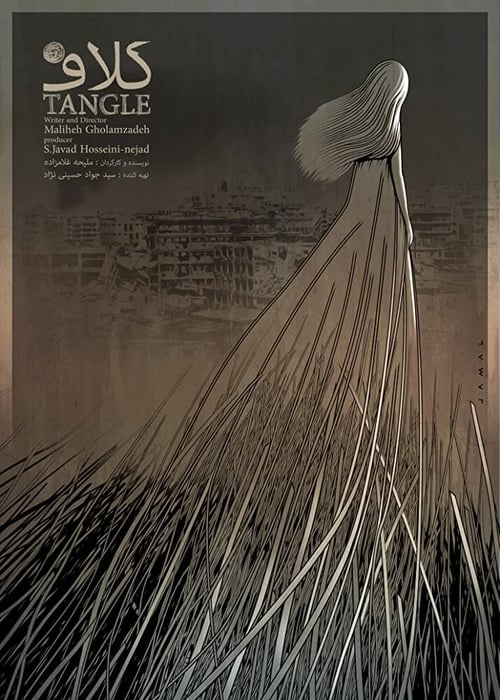 کلاف
TANGLE
Writer and Director
Maliheh Gholamzadeh
producer
S.Javad Hosseini-nejad
نویسنده و کارگردان : ملیحه غلامزاده
تهیه کننده : سید جواد حسینی نژاد
JAMAL